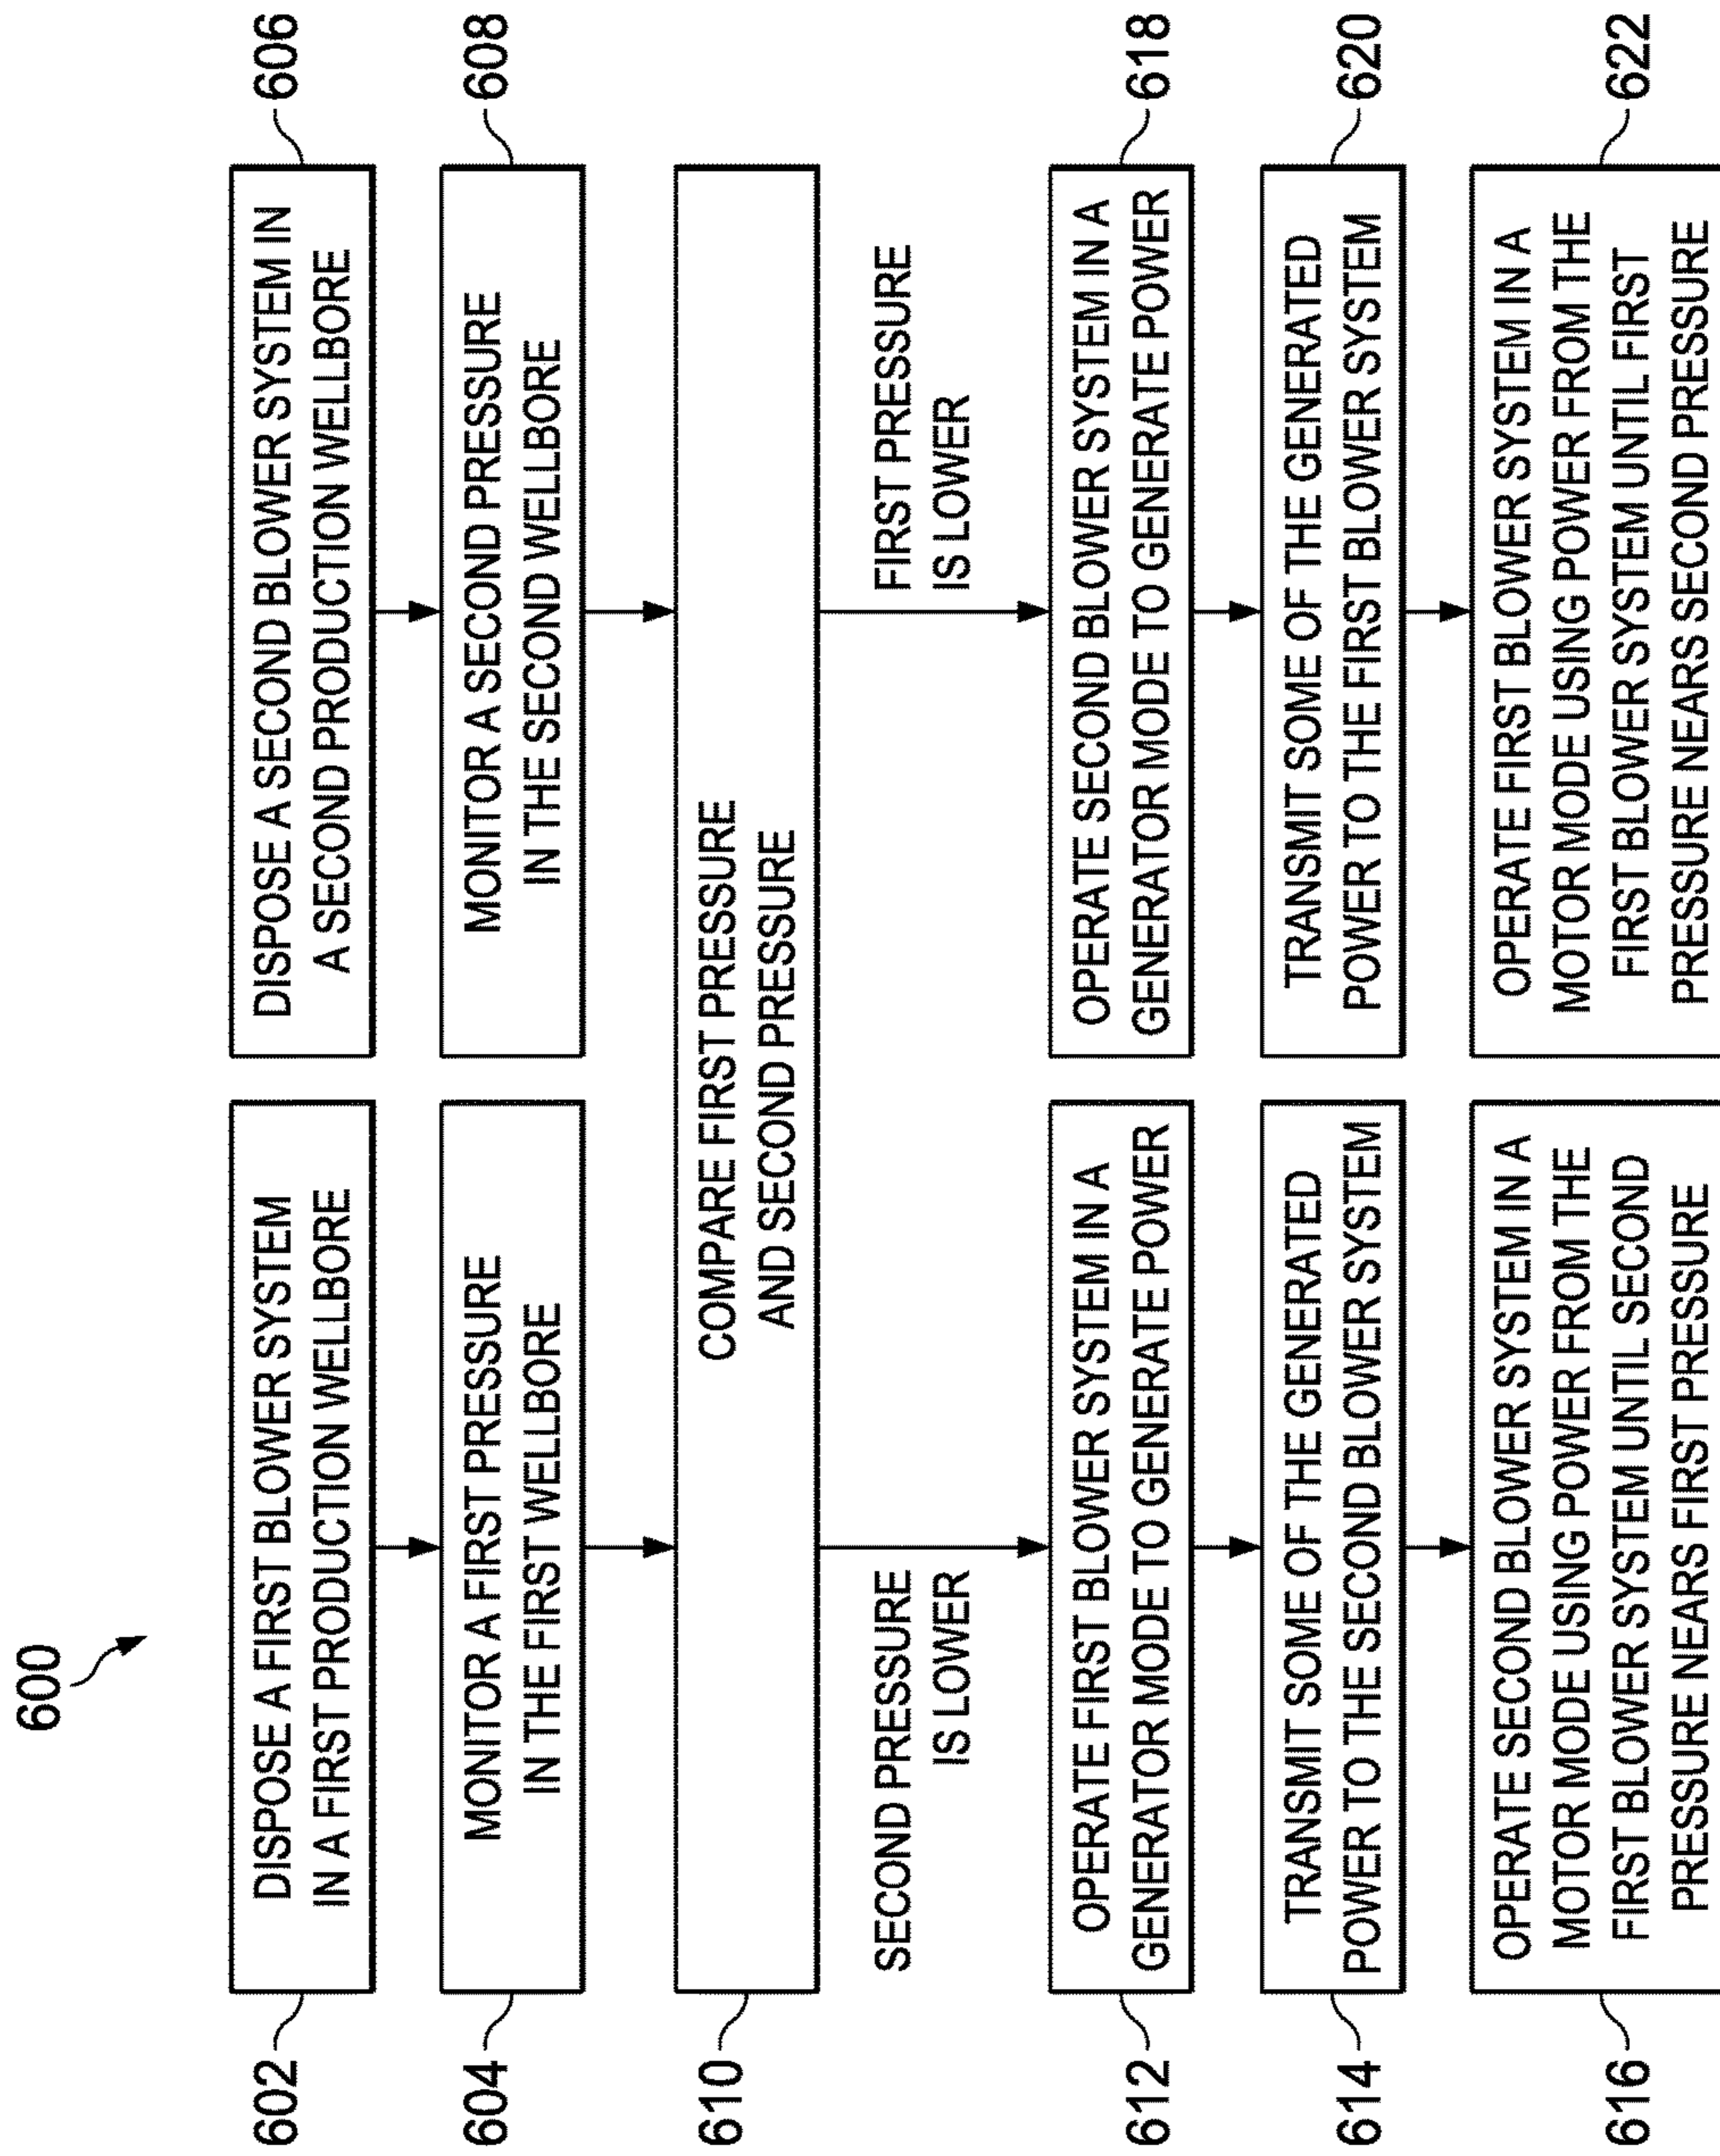 600
602
DISPOSE A FIRST BLOWER SYSTEM
IN A FIRST PRODUCTION WELLBORE
DISPOSE A SECOND BLOWER SYSTEM IN
A SECOND PRODUCTION WELLBORE
606
604
MONITOR A FIRST PRESSURE
IN THE FIRST WELLBORE
MONITOR A SECOND PRESSURE
IN THE SECOND WELLBORE
608
610
COMPARE FIRST PRESSURE
AND SECOND PRESSURE
SECOND PRESSURE
IS LOWER
FIRST PRESSURE
IS LOWER
612
OPERATE FIRST BLOWER SYSTEM IN A
GENERATOR MODE TO GENERATE POWER
OPERATE SECOND BLOWER SYSTEM IN A
GENERATOR MODE TO GENERATE POWER
618
614
TRANSMIT SOME OF THE GENERATED
POWER TO THE SECOND BLOWER SYSTEM
TRANSMIT SOME OF THE GENERATED
POWER TO THE FIRST BLOWER SYSTEM
620
616
OPERATE SECOND BLOWER SYSTEM IN A
MOTOR MODE USING POWER FROM THE
FIRST BLOWER SYSTEM UNTIL SECOND
PRESSURE NEARS FIRST PRESSURE
OPERATE FIRST BLOWER SYSTEM IN A
MOTOR MODE USING POWER FROM THE
FIRST BLOWER SYSTEM UNTIL FIRST
PRESSURE NEARS SECOND PRESSURE
622